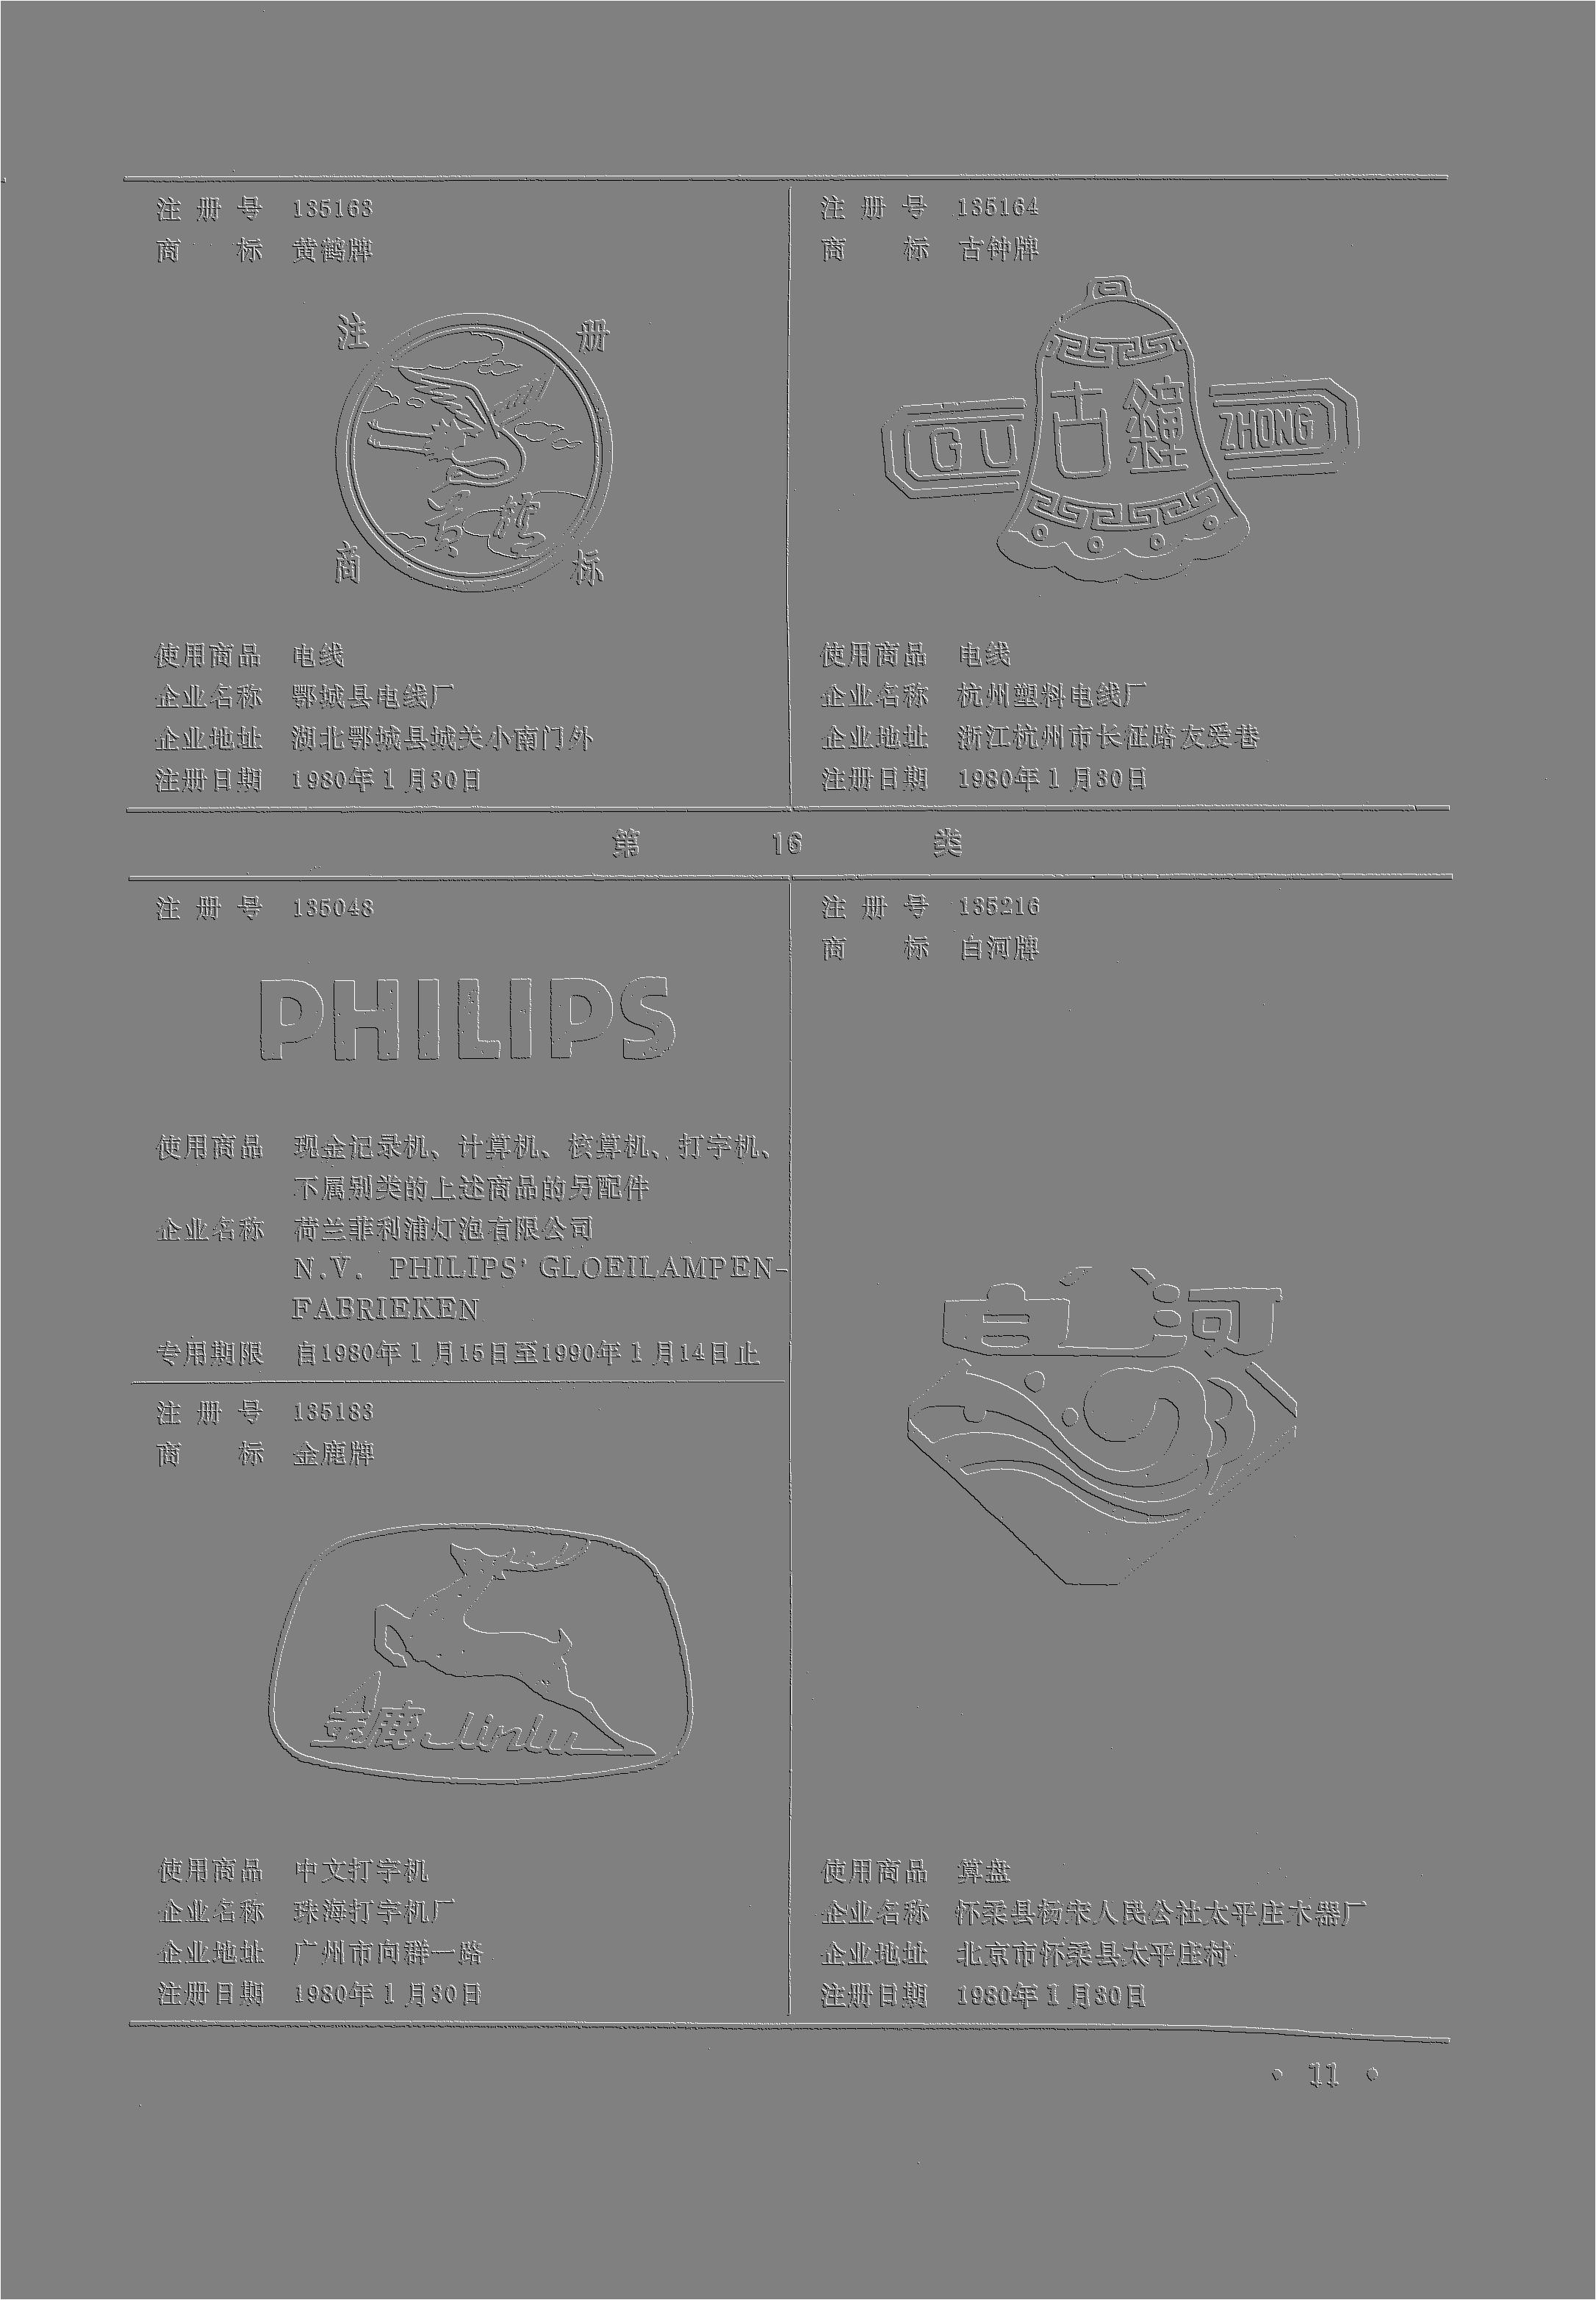 注册号 135163
商标 黄鹤牌
注 册
黄鹤
商 标
使用商品 电线
企业名称 鄂城县电线厂
企业地址 湖北鄂城县城关小南门外
注册日期 1980年1月30日
注册号 135164
商标 古钟牌
GU 古鐘 ZHONG
使用商品 电线
企业名称 杭州塑料电线厂
企业地址 浙江杭州市长征路友爱巷
注册日期 1980年1月30日
第 16 类
注册号 135048
PHILIPS
使用商品 现金记录机、计算机、核算机、打字机、
不属别类的上述商品的另配件
企业名称 荷兰菲利浦灯泡有限公司
N.V. PHILIPS' GLOEILAMPEN-
FABRIEKEN
专用期限 自1980年1月15日至1990年1月14日止
注册号 135183
商标 金鹿牌
金鹿 Jinlu
使用商品 中文打字机
企业名称 珠海打字机厂
企业地址 广州市向群一路
注册日期 1980年1月30日
注册号 135216
商标 白河牌
白河
使用商品 算盘
企业名称 怀柔县杨宋人民公社太平庄木器厂
企业地址 北京市怀柔县太平庄村
注册日期 1980年1月30日
· 11 ·